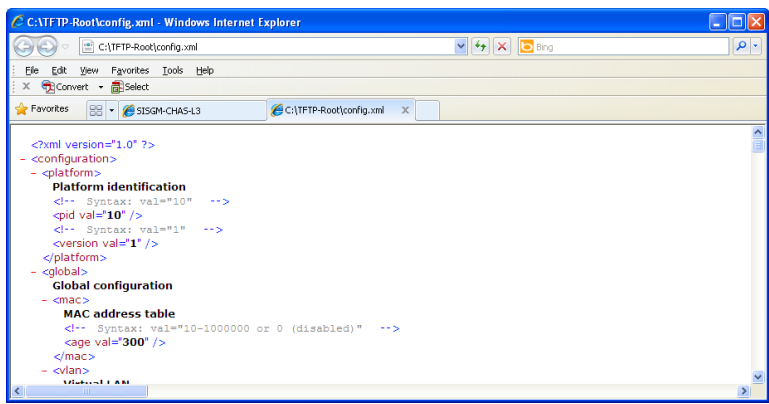 C:\TFTP-Root\config.xml - Windows Internet Explorer
C:\TFTP-Root\config.xml
Bing
File Edit View Favorites Tools Help
x Convert Select
Favorites SISGM-CHAS-L3 C:\TFTP-Root\config.xml x
<?xml version="1.0" ?>
- <configuration>
- <platform>
Platform identification
<!-- Syntax: val="10" -->
<pid val="10" />
<!-- Syntax: val="1" -->
<version val="1" />
</platform>
- <global>
Global configuration
- <mac>
MAC address table
<!-- Syntax: val="10-1000000 or 0 (disabled)" -->
<age val="300" />
</mac>
- <vlan>
Virtual LAN